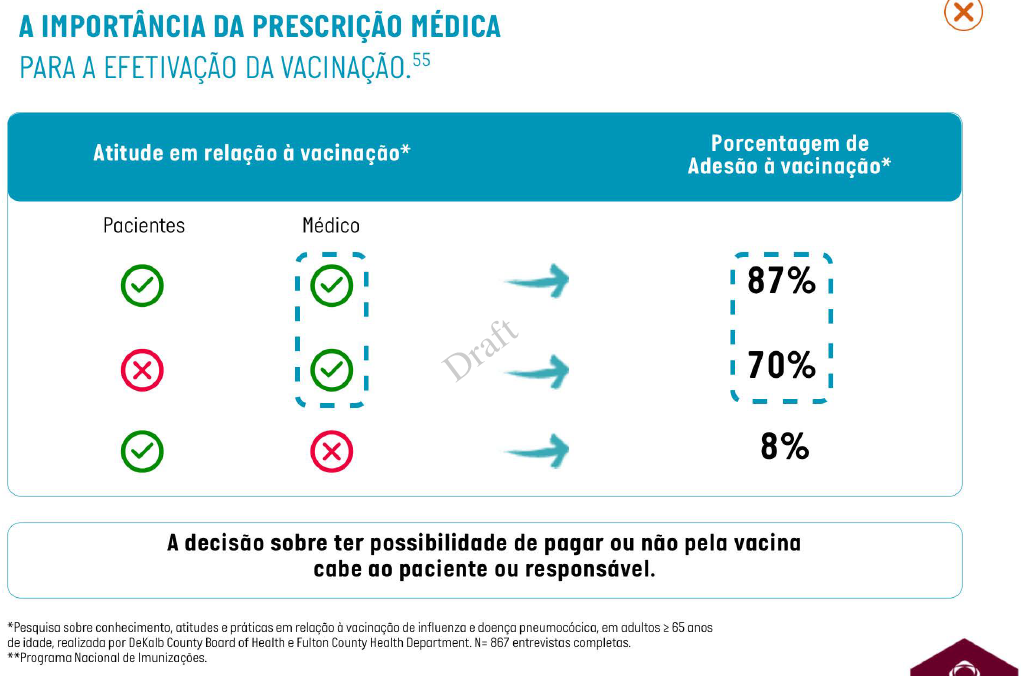 A IMPORTÂNCIA DA PRESCRIÇÃO MÉDICA
PARA A EFETIVAÇÃO DA VACINAÇÃO.55
Atitude em relação à vacinação*
Porcentagem de
Adesão à vacinação*
Pacientes
Médico
87%
Draft
70%
8%
A decisão sobre ter possibilidade de pagar ou não pela vacina
cabe ao paciente ou responsável.
*Pesquisa sobre conhecimento, atitudes e práticas em relação à vacinação de influenza e doença pneumocócica, em adultos ≥ 65 anos
de idade, realizada por DeKalb County Board of Health e Fulton County Health Department. N= 867 entrevistas completas.
**Programa Nacional de Imunizações.